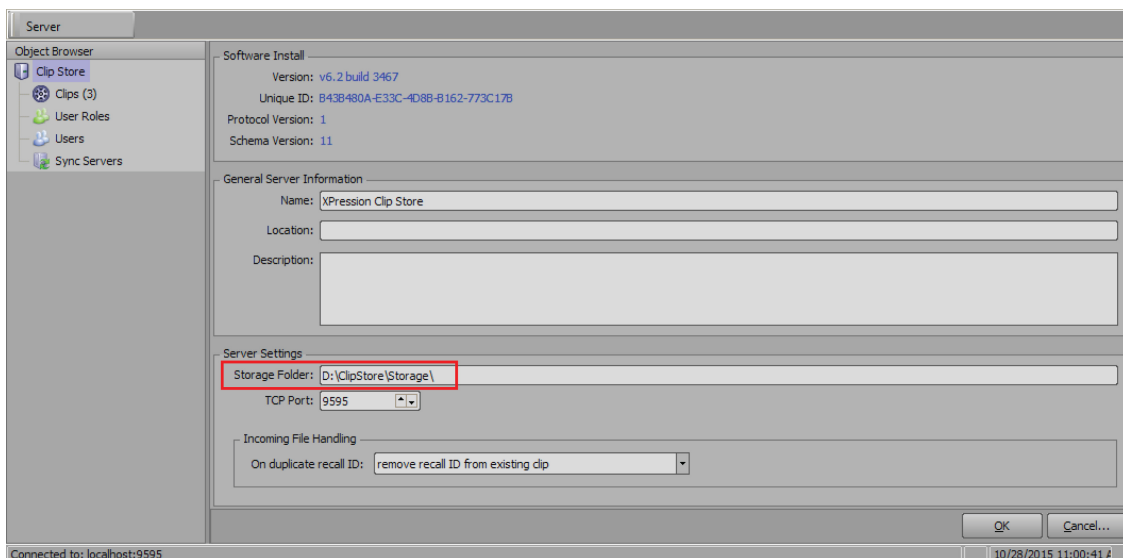 Server
Object Browser
Clip Store
Clips (3)
User Roles
Users
Sync Servers
Software Install
Version: v6.2 build 3467
Unique ID: B43B480A-E33C-4D8B-B162-773C17B
Protocol Version: 1
Schema Version: 11
General Server Information
Name: XPression Clip Store
Location:
Description:
Server Settings
Storage Folder: D:\ClipStore\Storage\
TCP Port: 9595
Incoming File Handling
On duplicate recall ID: remove recall ID from existing clip
OK Cancel...
Connected to: localhost:9595 10/28/2015 11:00:41 A